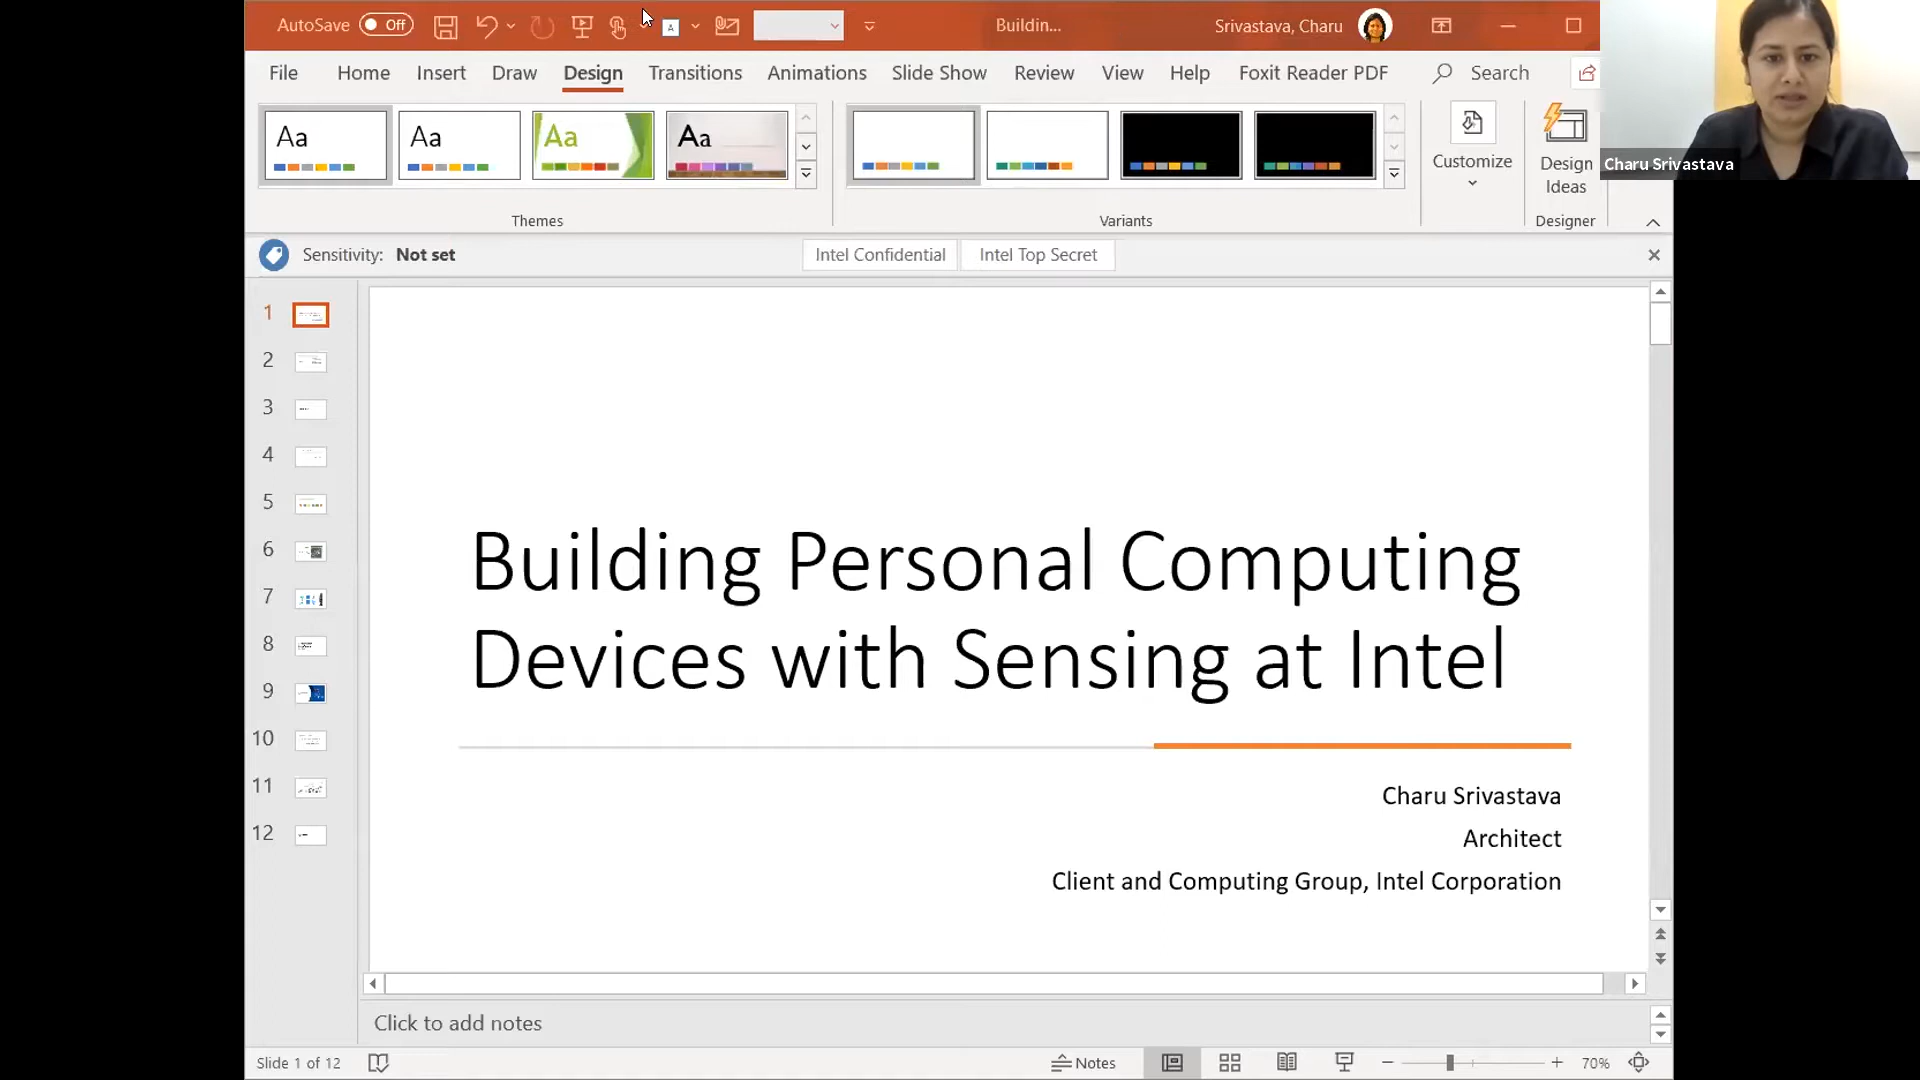 AutoSave Off Buildin... Srivastava, Charu
File Home Insert Draw Design Transitions Animations Slide Show Review View Help Foxit Reader PDF Search
Aa Aa Aa Aa
Customize
Design
Ideas
Charu Srivastava
Themes Variants Designer
Sensitivity: Not set Intel Confidential Intel Top Secret
1
2
3
4
5
6
7
8
9
10
11
12
Building Personal Computing
Devices with Sensing at Intel
Charu Srivastava
Architect
Client and Computing Group, Intel Corporation
Click to add notes
Slide 1 of 12 Notes 70%